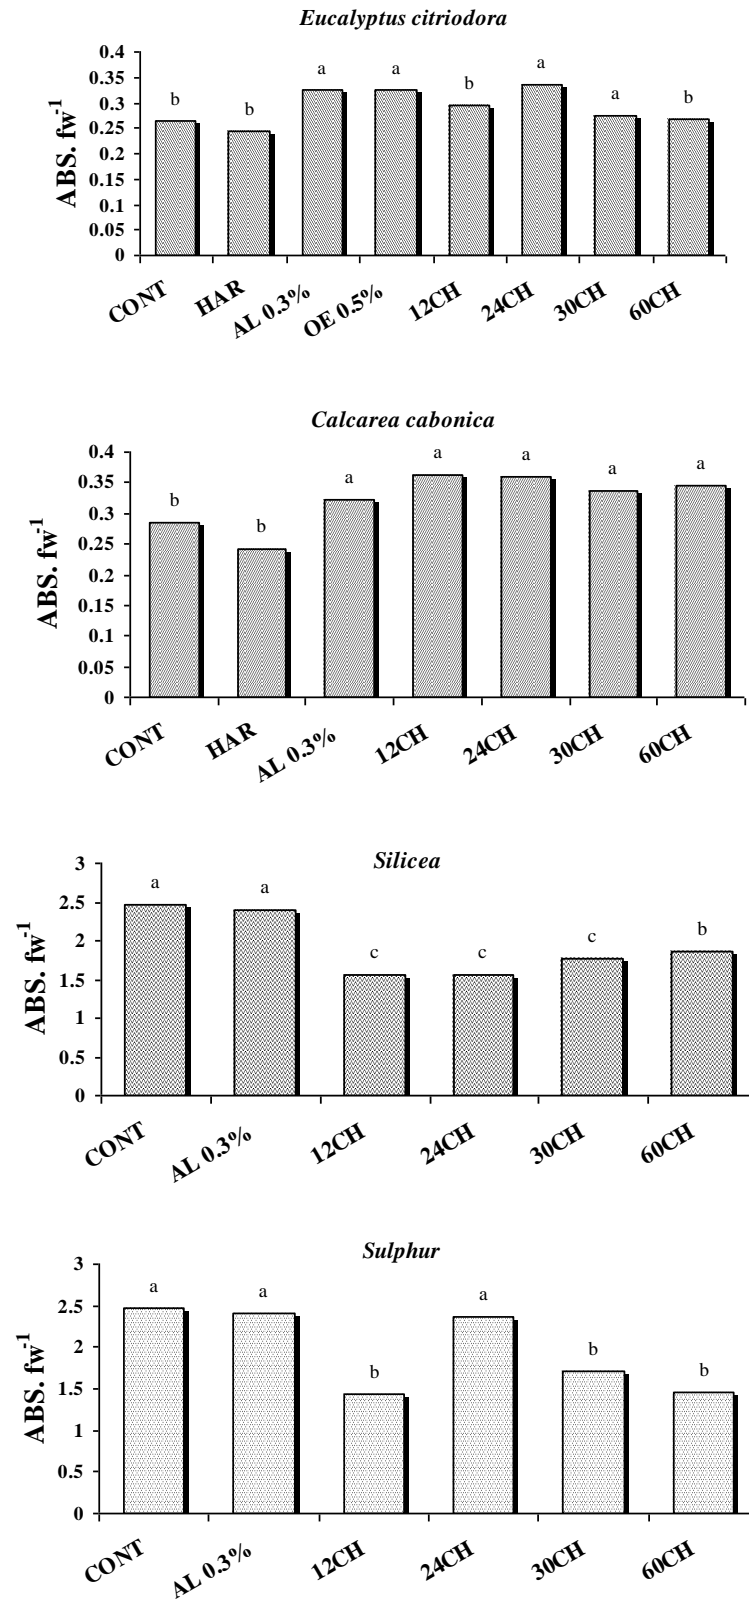 Eucalyptus citriodora
ABS. fw-1
0.4
0.35
0.3
0.25
0.2
0.15
0.1
0.05
0
b b a a b a a b
CONT HAR AL 0.3% OE 0.5% 12CH 24CH 30CH 60CH
Calcarea cabonica
ABS. fw-1
0.4
0.35
0.3
0.25
0.2
0.15
0.1
0.05
0
b b a a a a a
CONT HAR AL 0.3% 12CH 24CH 30CH 60CH
Silicea
ABS. fw-1
3
2.5
2
1.5
1
0.5
0
a a c c c b
CONT AL 0.3% 12CH 24CH 30CH 60CH
Sulphur
ABS. fw-1
3
2.5
2
1.5
1
0.5
0
a a b a b b
CONT AL 0.3% 12CH 24CH 30CH 60CH